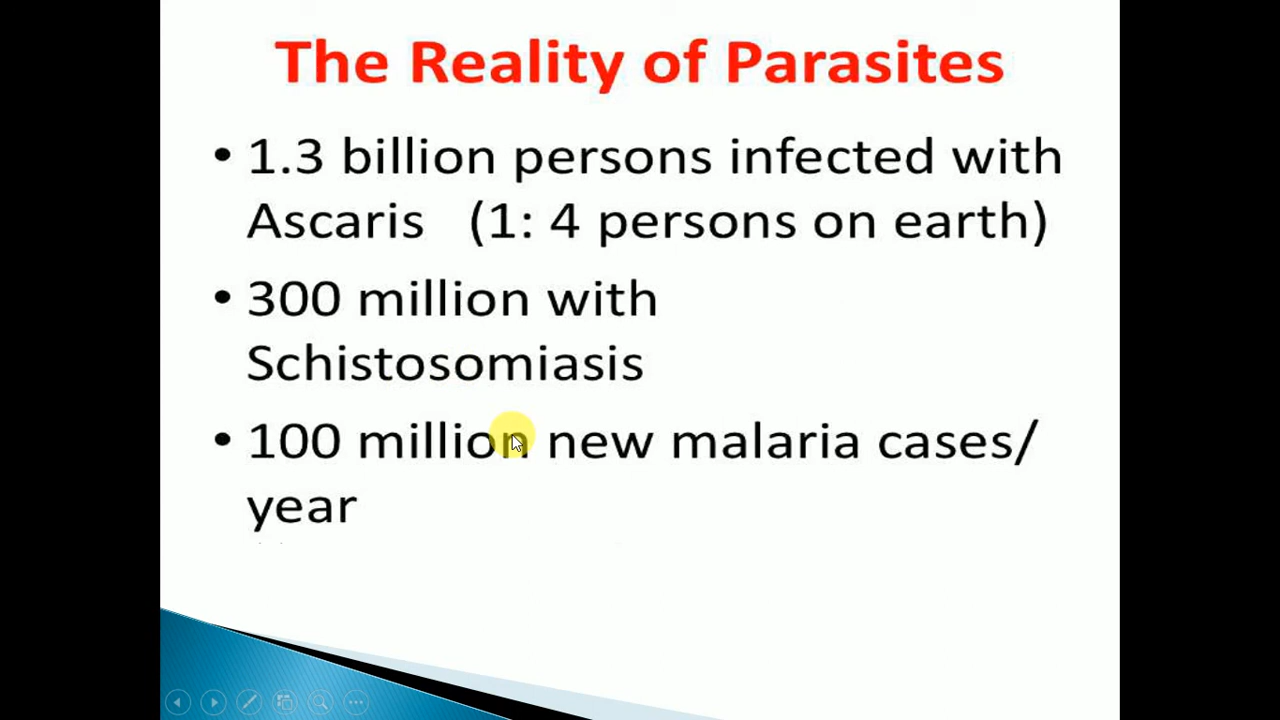 The Reality of Parasites
• 1.3 billion persons infected with
Ascaris (1: 4 persons on earth)
• 300 million with
Schistosomiasis
• 100 million new malaria cases/
year